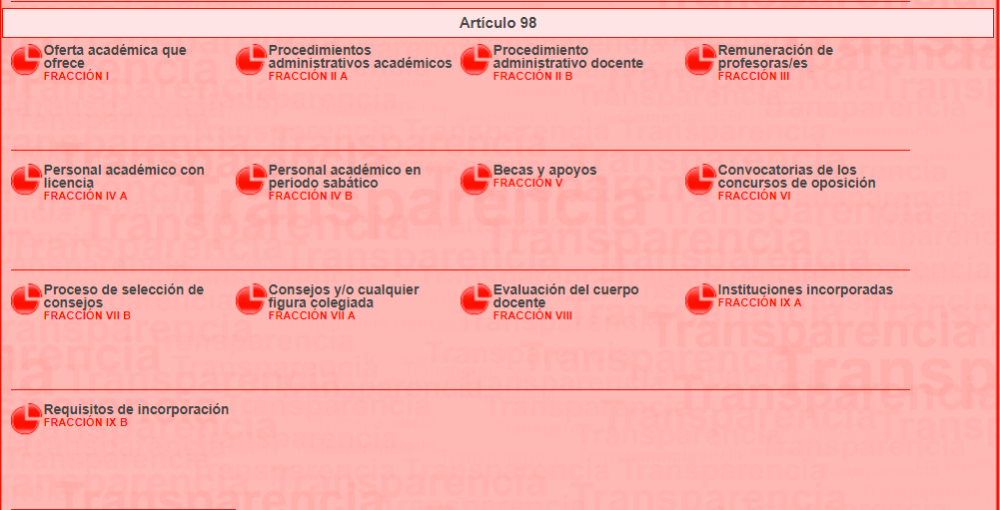 Artículo 98
Oferta académica que
ofrece
FRACCIÓN I
Procedimientos
administrativos académicos
FRACCIÓN II A
Procedimiento
administrativo docente
FRACCIÓN II B
Remuneración de
profesoras/es
FRACCIÓN III
Personal académico con
licencia
FRACCIÓN IV A
Personal académico en
periodo sabático
FRACCIÓN IV B
Becas y apoyos
FRACCIÓN V
Convocatorias de los
concursos de oposición
FRACCIÓN VI
Proceso de selección de
consejos
FRACCIÓN VII B
Consejos y/o cualquier
figura colegiada
FRACCIÓN VII A
Evaluación del cuerpo
docente
FRACCIÓN VIII
Instituciones incorporadas
FRACCIÓN IX A
Requisitos de incorporación
FRACCIÓN IX B